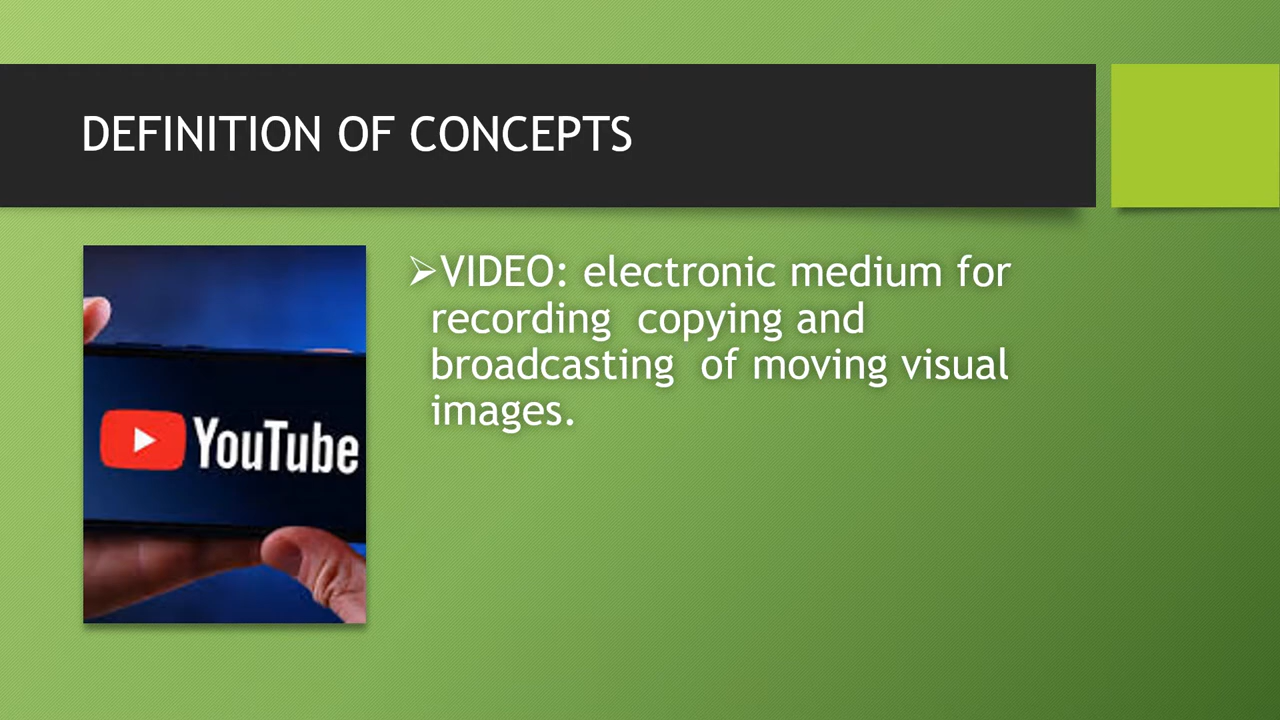 DEFINITION OF CONCEPTS
YouTube
➢VIDEO: electronic medium for
recording  copying and
broadcasting  of moving visual
images.